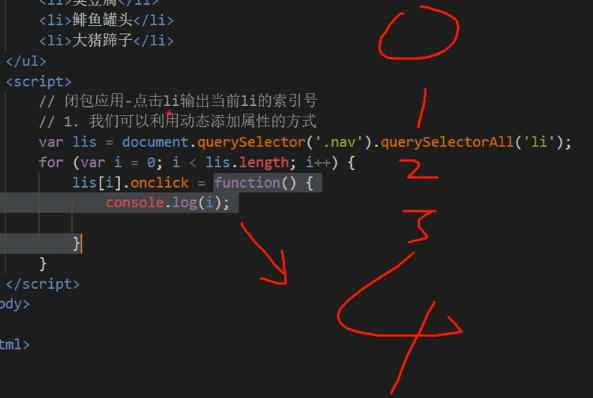 <li>臭豆腐</li>
<li>鲱鱼罐头</li>
<li>大猪蹄子</li>
</ul>
<script>
// 闭包应用-点击li输出当前li的索引号
// 1. 我们可以利用动态添加属性的方式
var lis = document.querySelector('.nav').querySelectorAll('li');
for (var i = 0; i < lis.length; i++) {
lis[i].onclick = function() {
console.log(i);
}
}
</script>
ody>
tml>
0
1
2
3
4